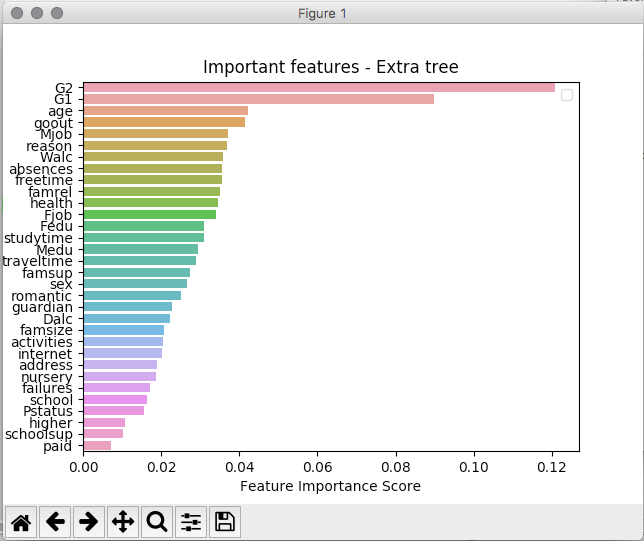 Figure 1
Important features - Extra tree
G2
G1
age
goout
Mjob
reason
Walc
absences
freetime
famrel
health
Fjob
Fedu
studytime
Medu
traveltime
famsup
sex
romantic
guardian
Dalc
famsize
activities
internet
address
nursery
failures
school
Pstatus
higher
schoolsup
paid
0.00 0.02 0.04 0.06 0.08 0.10 0.12
Feature Importance Score